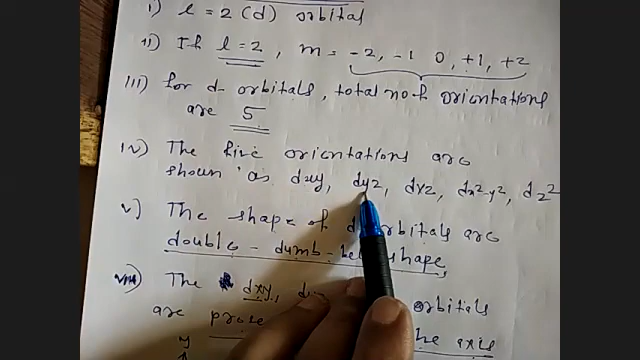 i) l = 2 (d) orbital
ii) If l = 2, m = -2, -1 0, +1, +2
iii) for d- orbitals, total no of orientations
are 5
iv) The five orientations are
shown as dxy, dyz, dxz, dx²-y², dz²
v) The shape of d orbitals are
double - dumb-bell shape,
The dxy, orbitals
are prese the axis
y